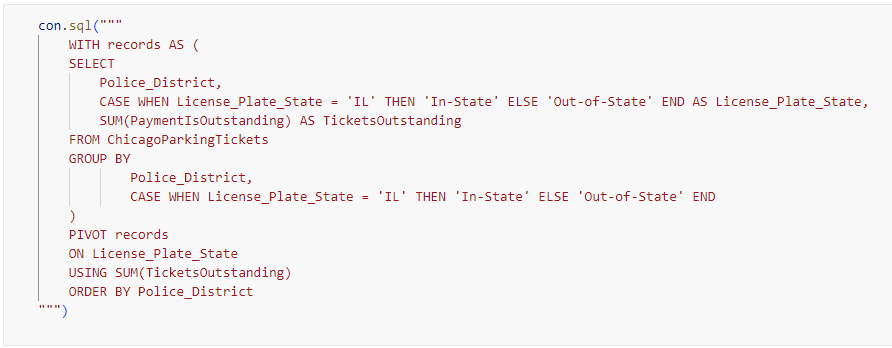 con.sql("""
WITH records AS (
SELECT
Police_District,
CASE WHEN License_Plate_State = 'IL' THEN 'In-State' ELSE 'Out-of-State' END AS License_Plate_State,
SUM(PaymentIsOutstanding) AS TicketsOutstanding
FROM ChicagoParkingTickets
GROUP BY
Police_District,
CASE WHEN License_Plate_State = 'IL' THEN 'In-State' ELSE 'Out-of-State' END
)
PIVOT records
ON License_Plate_State
USING SUM(TicketsOutstanding)
ORDER BY Police_District
""")